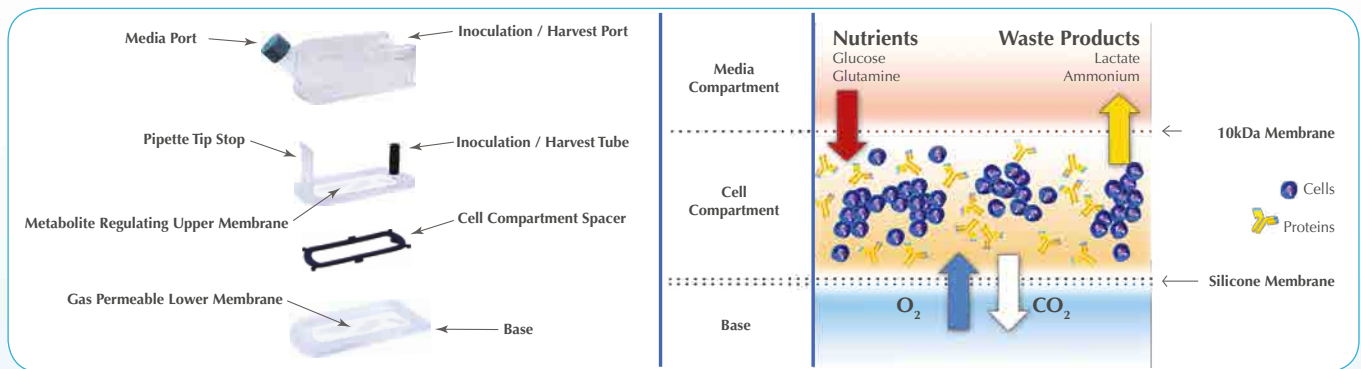 Media Port
Inoculation / Harvest Port
Pipette Tip Stop
Inoculation / Harvest Tube
Metabolite Regulating Upper Membrane
Cell Compartment Spacer
Gas Permeable Lower Membrane
Base
Media
Compartment
Cell
Compartment
Base
Nutrients
Glucose
Glutamine
Waste Products
Lactate
Ammonium
O₂
CO₂
10kDa Membrane
Cells
Proteins
Silicone Membrane